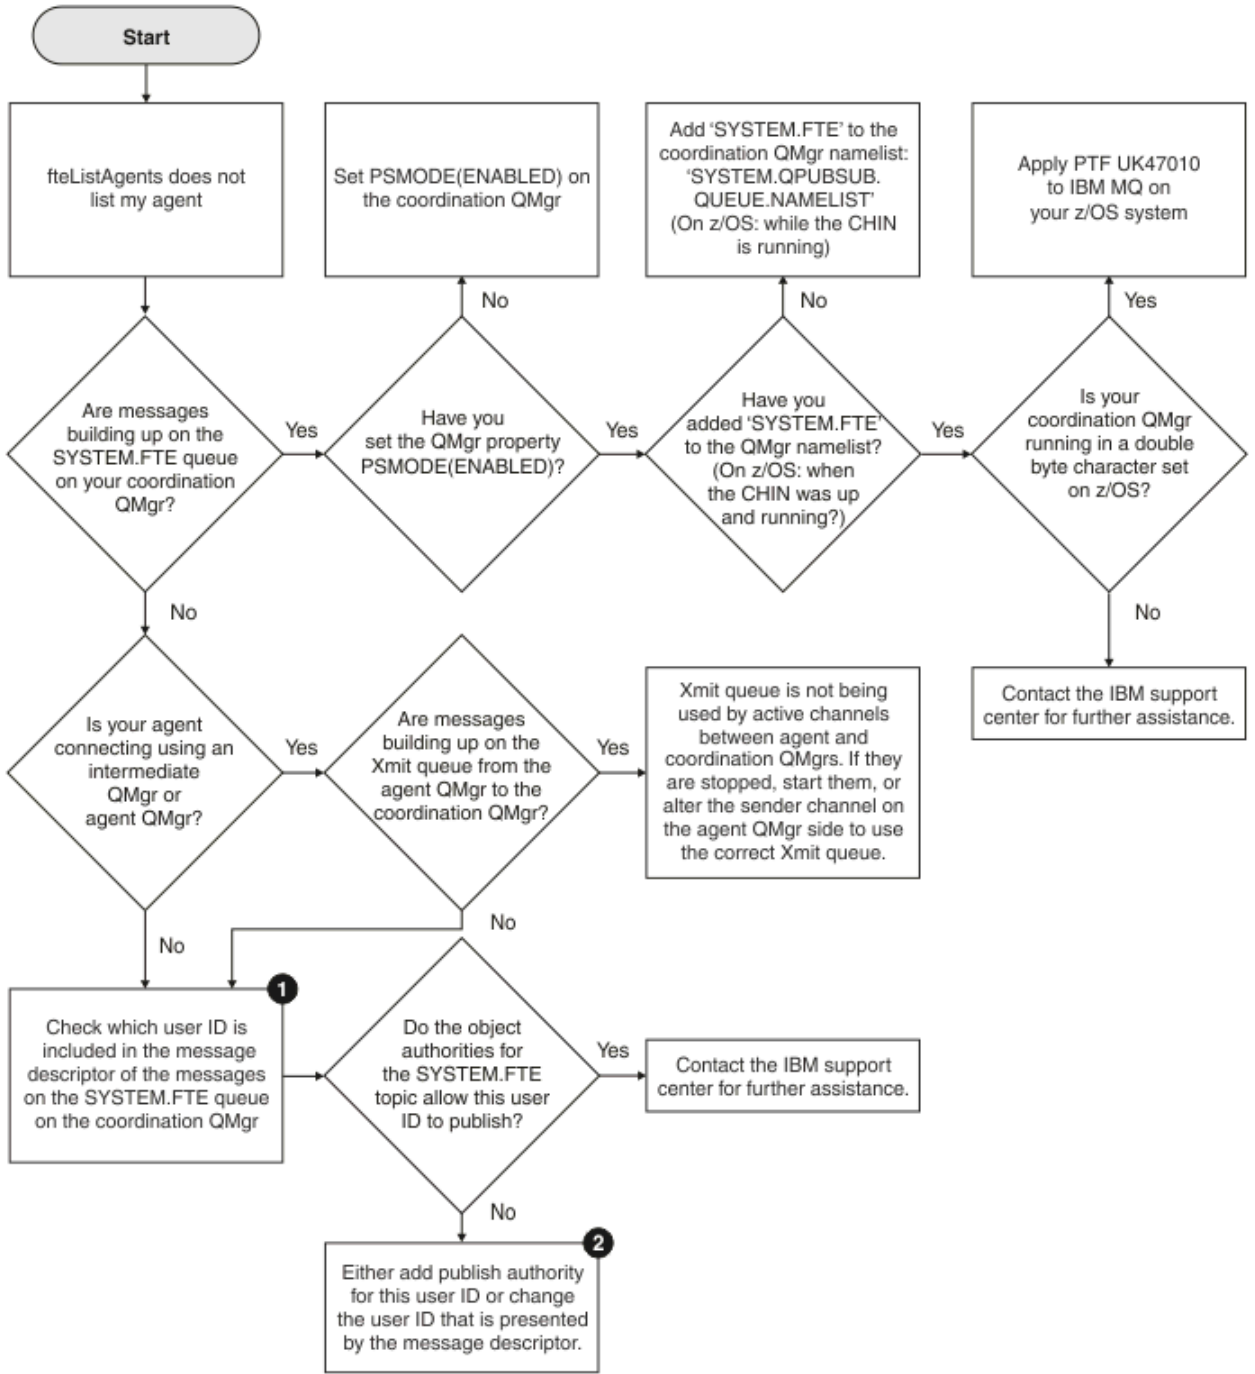 Start
fteListAgents does not
list my agent
Set PSMODE(ENABLED) on
the coordination QMgr
Add ‘SYSTEM.FTE’ to the
coordination QMgr namelist:
‘SYSTEM.QPUBSUB.
QUEUE.NAMELIST’
(On z/OS: while the CHIN
is running)
Apply PTF UK47010
to IBM MQ on
your z/OS system
No
No
Yes
Are messages
building up on the
SYSTEM.FTE queue
on your coordination
QMgr?
Yes
Have you
set the QMgr property
PSMODE(ENABLED)?
Yes
Have you
added ‘SYSTEM.FTE’
to the QMgr namelist?
(On z/OS: when
the CHIN was up
and running?)
Yes
Is your
coordination QMgr
running in a double
byte character set
on z/OS?
No
No
Is your agent
connecting using an
intermediate
QMgr or
agent QMgr?
Yes
Are messages
building up on the
Xmit queue from the
agent QMgr to the
coordination QMgr?
Yes
Xmit queue is not being
used by active channels
between agent and
coordination QMgrs. If they
are stopped, start them, or
alter the sender channel on
the agent QMgr side to use
the correct Xmit queue.
Contact the IBM support
center for further assistance.
No
No
1
Check which user ID is
included in the message
descriptor of the messages
on the SYSTEM.FTE queue
on the coordination QMgr
Do the object
authorities for
the SYSTEM.FTE
topic allow this user
ID to publish?
Yes
Contact the IBM support
center for further assistance.
No
2
Either add publish authority
for this user ID or change
the user ID that is presented
by the message descriptor.